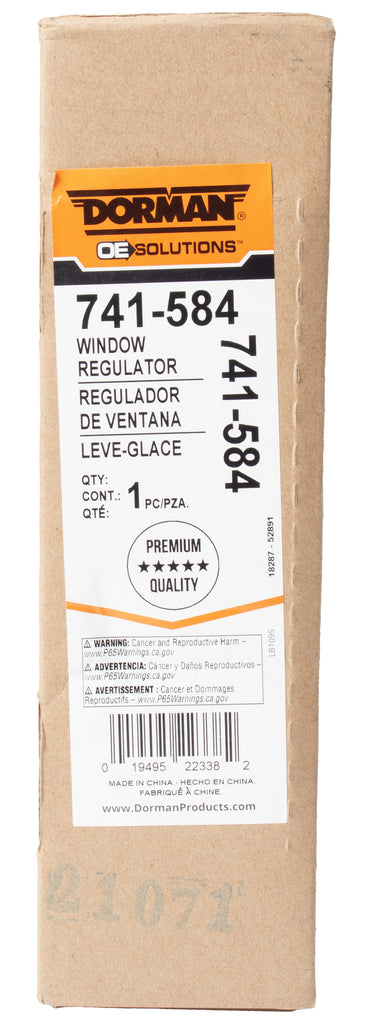 DORMAN®
OE SOLUTIONS™
741-584
WINDOW
REGULATOR
REGULADOR
DE VENTANA
LEVE-GLACE
741-584
QTY:
CONT.: 1 PC/PZA.
QTÉ:
18287 - 52891
PREMIUM
★★★★★
QUALITY
LB1095
⚠ WARNING: Cancer and Reproductive Harm –
www.P65Warnings.ca.gov
⚠ ADVERTENCIA: Cáncer y Daños Reproductivos –
www.P65Warnings.ca.gov
⚠ AVERTISSEMENT : Cancer et Dommages
Reproductifs – www.P65Warnings.ca.gov
0 19495 22338 2
MADE IN CHINA.- HECHO EN CHINA.
FABRIQUÉ À CHINE.
www.DormanProducts.com
21071